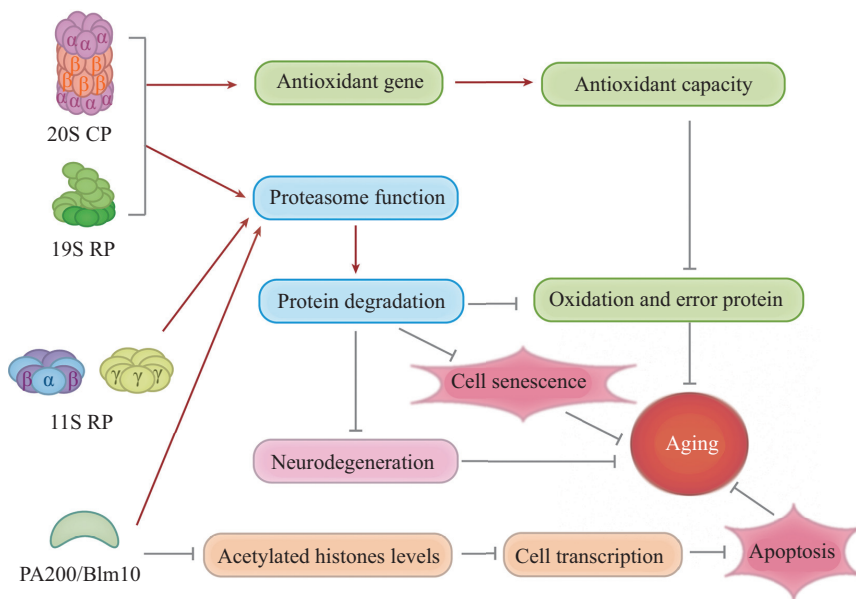 α α α
β β
β β β
α α α α
20S CP
19S RP
β α β
γ γ γ
11S RP
PA200/Blm10
Antioxidant gene
Antioxidant capacity
Proteasome function
Protein degradation
Oxidation and error protein
Cell senescence
Aging
Neurodegeneration
Acetylated histones levels
Cell transcription
Apoptosis